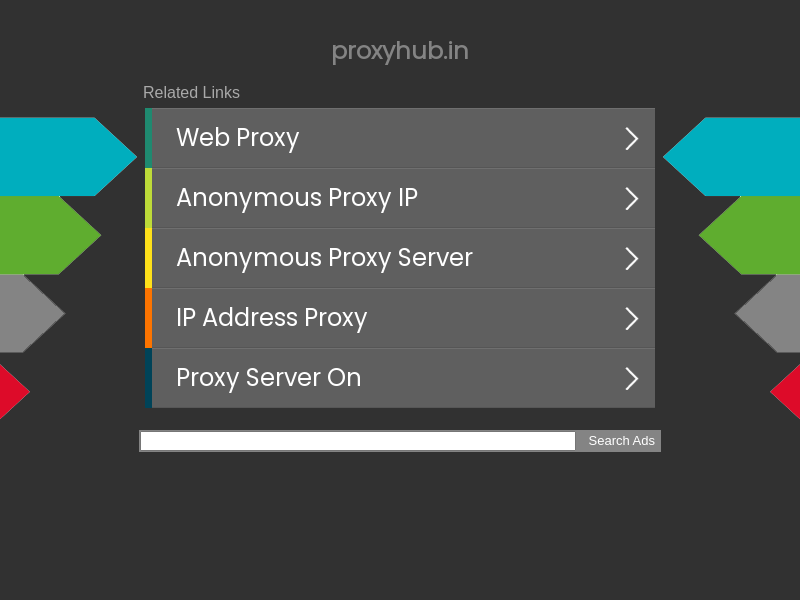 proxyhub.in
Related Links
Web Proxy
Anonymous Proxy IP
Anonymous Proxy Server
IP Address Proxy
Proxy Server On
Search Ads